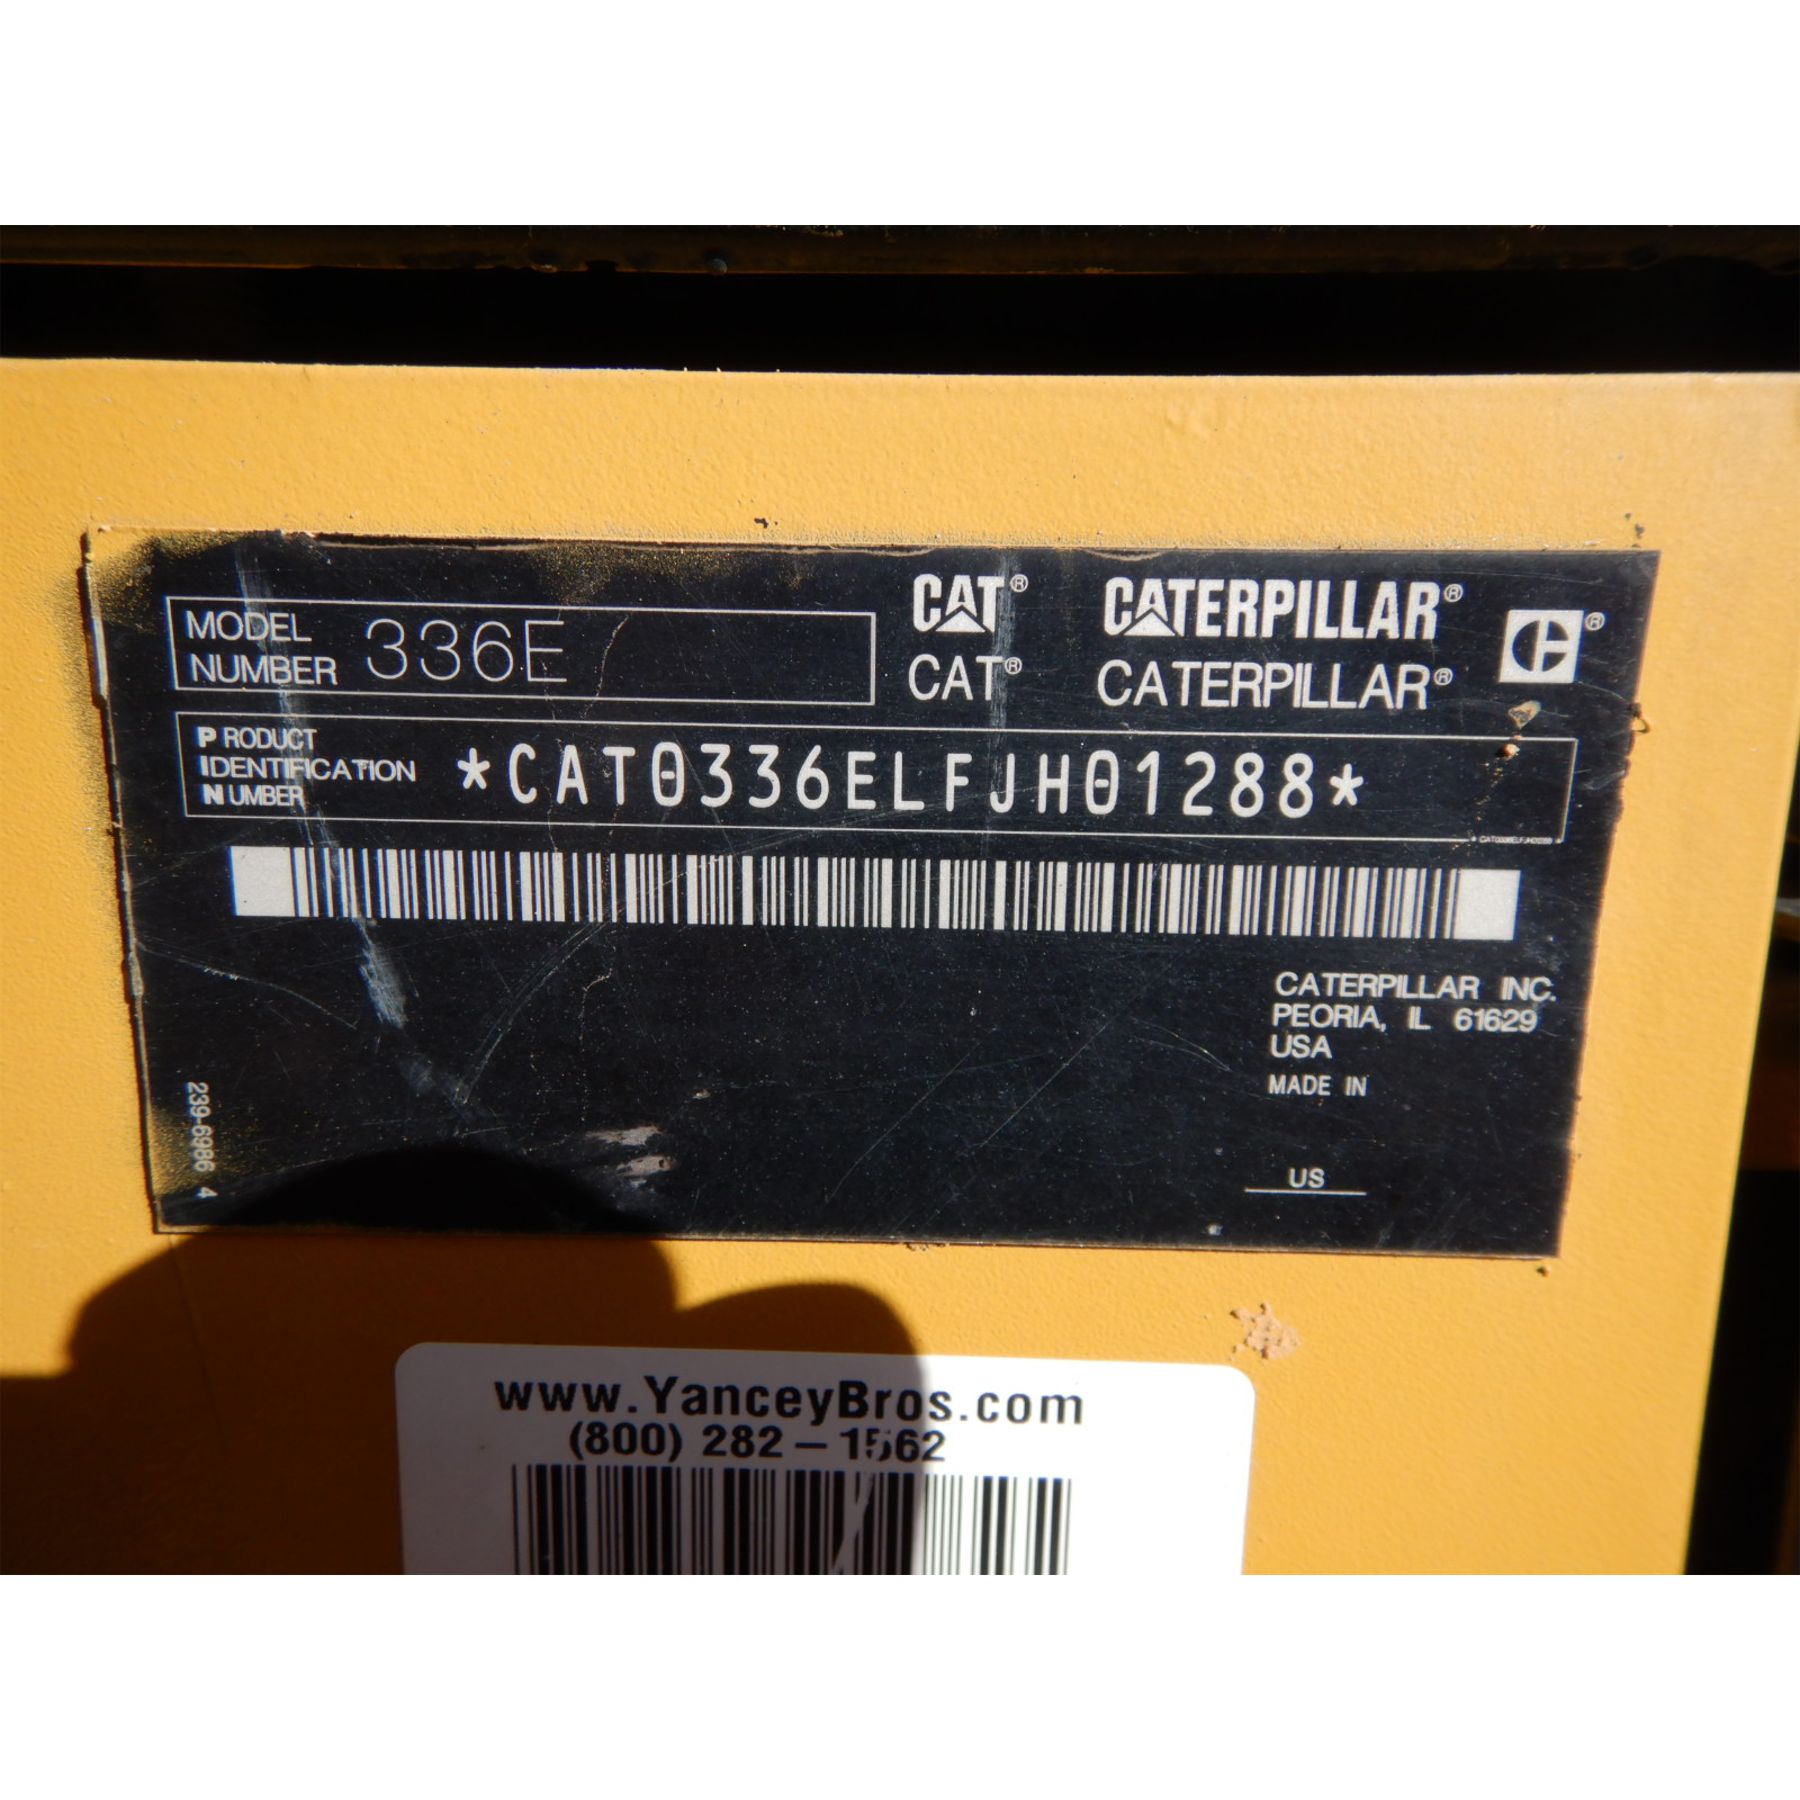 MODEL NUMBER 336E
CAT® CATERPILLAR® ®
CAT® CATERPILLAR®
PRODUCT
IDENTIFICATION
NUMBER
*CAT0336ELFJH01288*
* CAT0336ELFJH01288 *
CATERPILLAR INC.
PEORIA, IL 61629
USA
MADE IN
US
239-6986 4
www.YanceyBros.com
(800) 282-1562